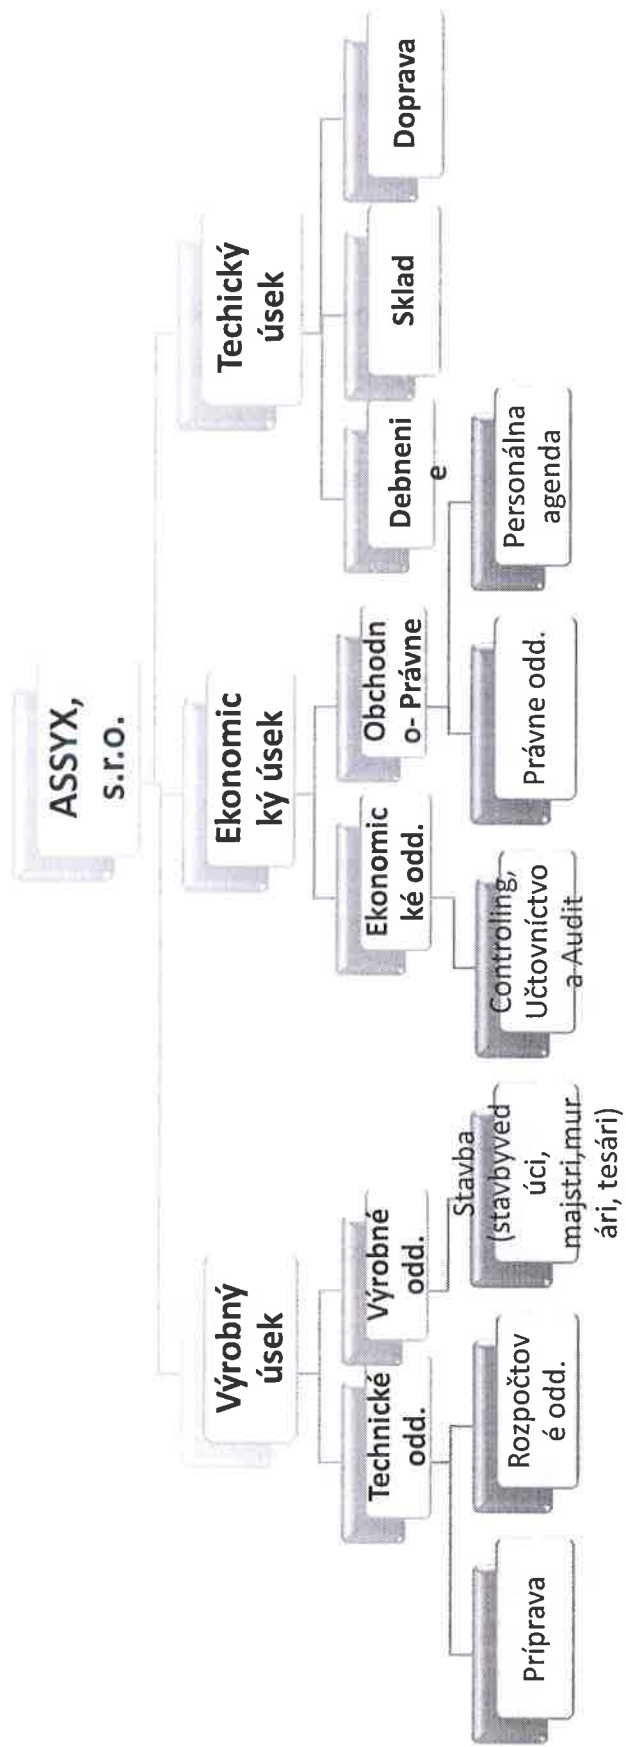 ASSYX,
s.r.o.
Výrobný
úsek
Ekonomic
ký úsek
Techický
úsek
Technické
odd.
Výrobné
odd.
Ekonomic
ké odd.
Obchodn
o- Právne
Debneni
e
Sklad
Doprava
Príprava
Rozpočtov
é odd.
Stavba
(stavbyved
úci,
majstri,mur
ári, tesári)
Controling,
Učtovníctvo
a Audit
Právne odd.
Personálna
agenda